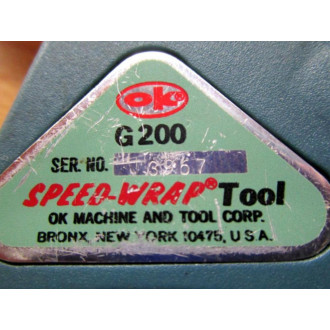 OK
G200
SER. NO.
SPEED-WRAP® Tool
OK MACHINE AND TOOL CORP.
BRONX, NEW YORK 10475, U.S.A.